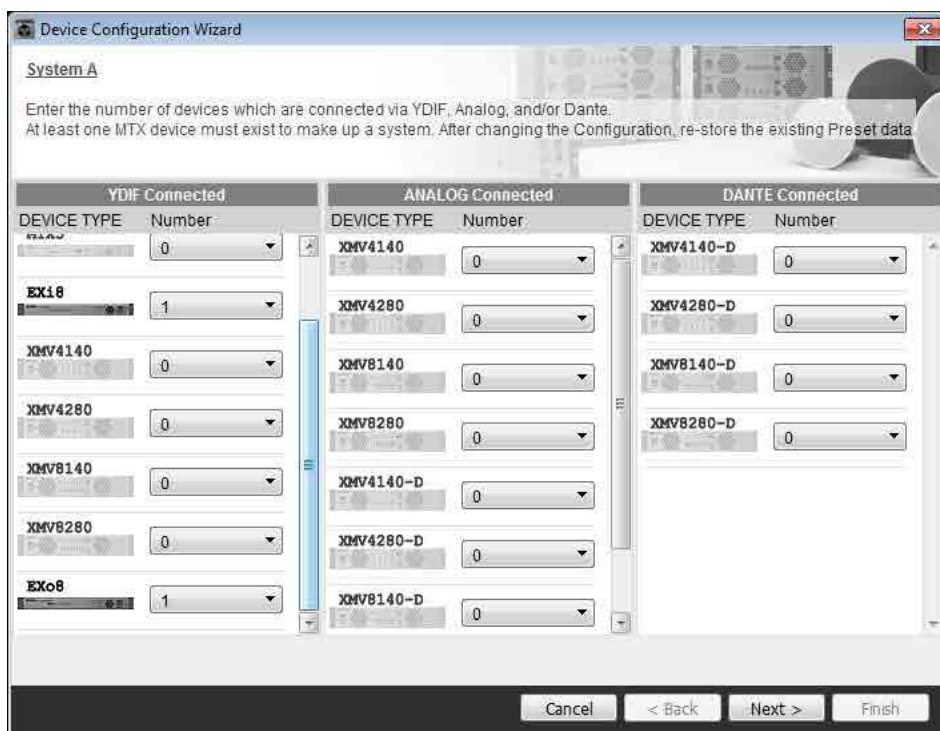 Device Configuration Wizard
System A
Enter the number of devices which are connected via YDIF, Analog, and/or Dante.
At least one MTX device must exist to make up a system. After changing the Configuration, re-store the existing Preset data
YDIF Connected
DEVICE TYPE Number
0
EXi8 1
XMV4140 0
XMV4280 0
XMV8140 0
XMV8280 0
EXo8 1
ANALOG Connected
DEVICE TYPE Number
XMV4140 0
XMV4280 0
XMV8140 0
XMV8280 0
XMV4140-D 0
XMV4280-D 0
XMV8140-D 0
DANTE Connected
DEVICE TYPE Number
XMV4140-D 0
XMV4280-D 0
XMV8140-D 0
XMV8280-D 0
Cancel < Back Next > Finish